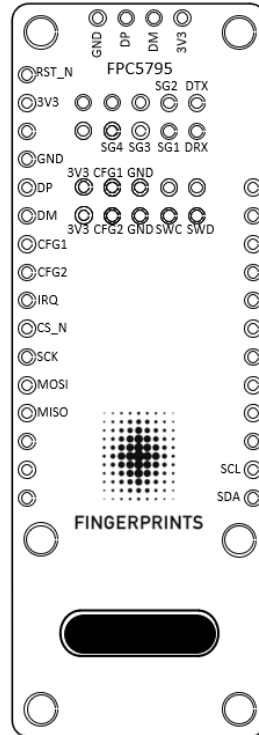 GND DP DM 3V3
FPC5795
RST_N
SG2 DTX
3V3
SG4 SG3 SG1 DRX
GND
3V3 CFG1 GND
DP
DM
3V3 CFG2 GND SWC SWD
CFG1
CFG2
IRQ
CS_N
SCK
MOSI
MISO
SCL
SDA
FINGERPRINTS